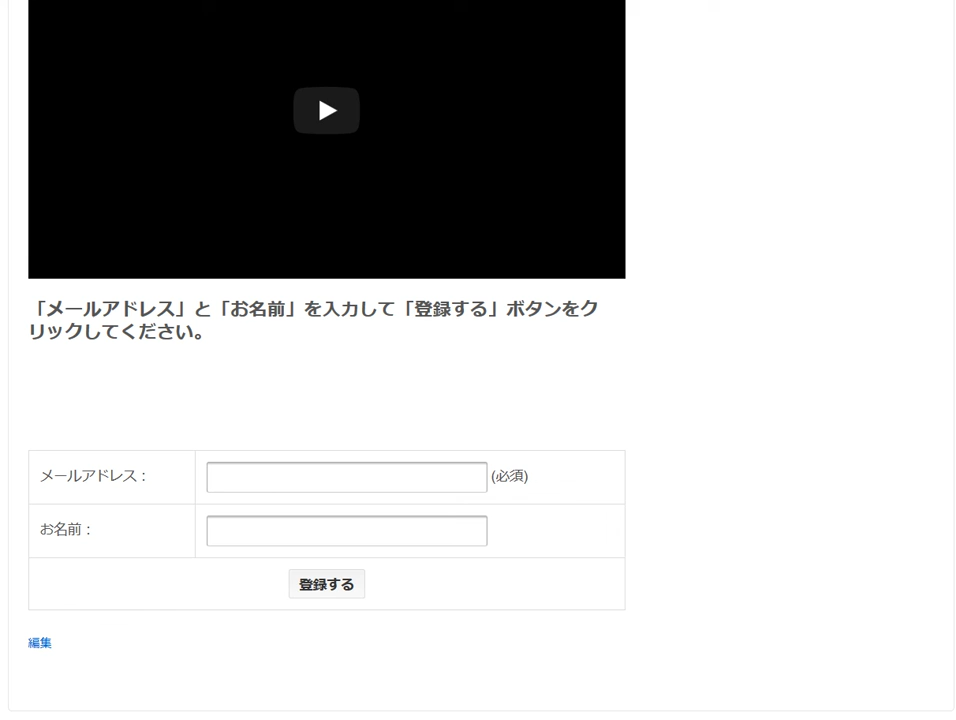 「メールアドレス」と「お名前」を入力して「登録する」ボタンをク
リックしてください。
メールアドレス： (必須)
お名前：
登録する
編集